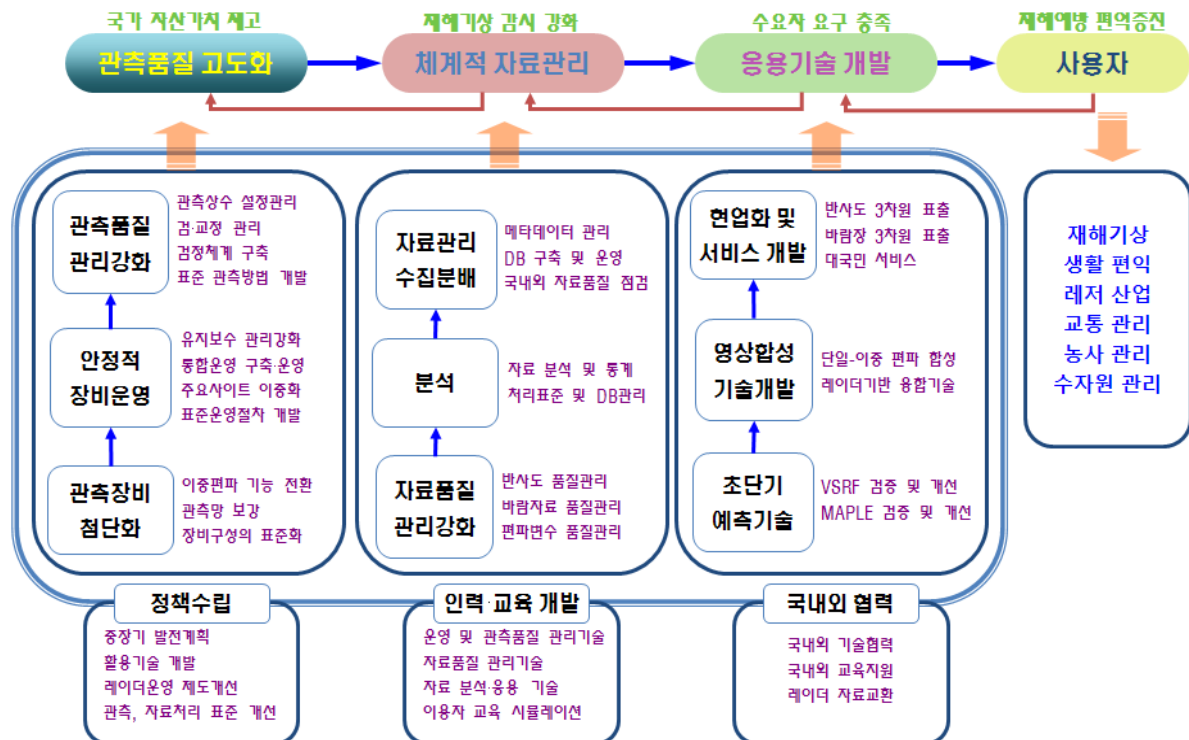 국가 자산가치 제고
재해기상 감시 강화
수요자 요구 충족
재해예방 편익증진
관측품질 고도화
체계적 자료관리
응용기술 개발
사용자
관측품질
관리강화
관측상수 설정관리
검·교정 관리
검정체계 구축
표준 관측방법 개발
안정적
장비운영
유지보수 관리강화
통합운영 구축·운영
주요사이트 이중화
표준운영절차 개발
관측장비
첨단화
이중편파 기능 전환
관측망 보강
장비구성의 표준화
자료관리
수집분배
메타데이터 관리
DB 구축 및 운영
국내외 자료품질 점검
분석
자료 분석 및 통계
처리표준 및 DB관리
자료품질
관리강화
반사도 품질관리
바람자료 품질관리
편파변수 품질관리
현업화 및
서비스 개발
반사도 3차원 표출
바람장 3차원 표출
대국민 서비스
영상합성
기술개발
단일-이중 편파 합성
레이더기반 융합기술
초단기
예측기술
VSRF 검증 및 개선
MAPLE 검증 및 개선
재해기상
생활 편익
레저 산업
교통 관리
농사 관리
수자원 관리
정책수립
중장기 발전계획
활용기술 개발
레이더운영 제도개선
관측, 자료처리 표준 개선
인력·교육 개발
운영 및 관측품질 관리기술
자료품질 관리기술
자료 분석·응용 기술
이용자 교육 시뮬레이션
국내외 협력
국내외 기술협력
국내외 교육지원
레이더 자료교환